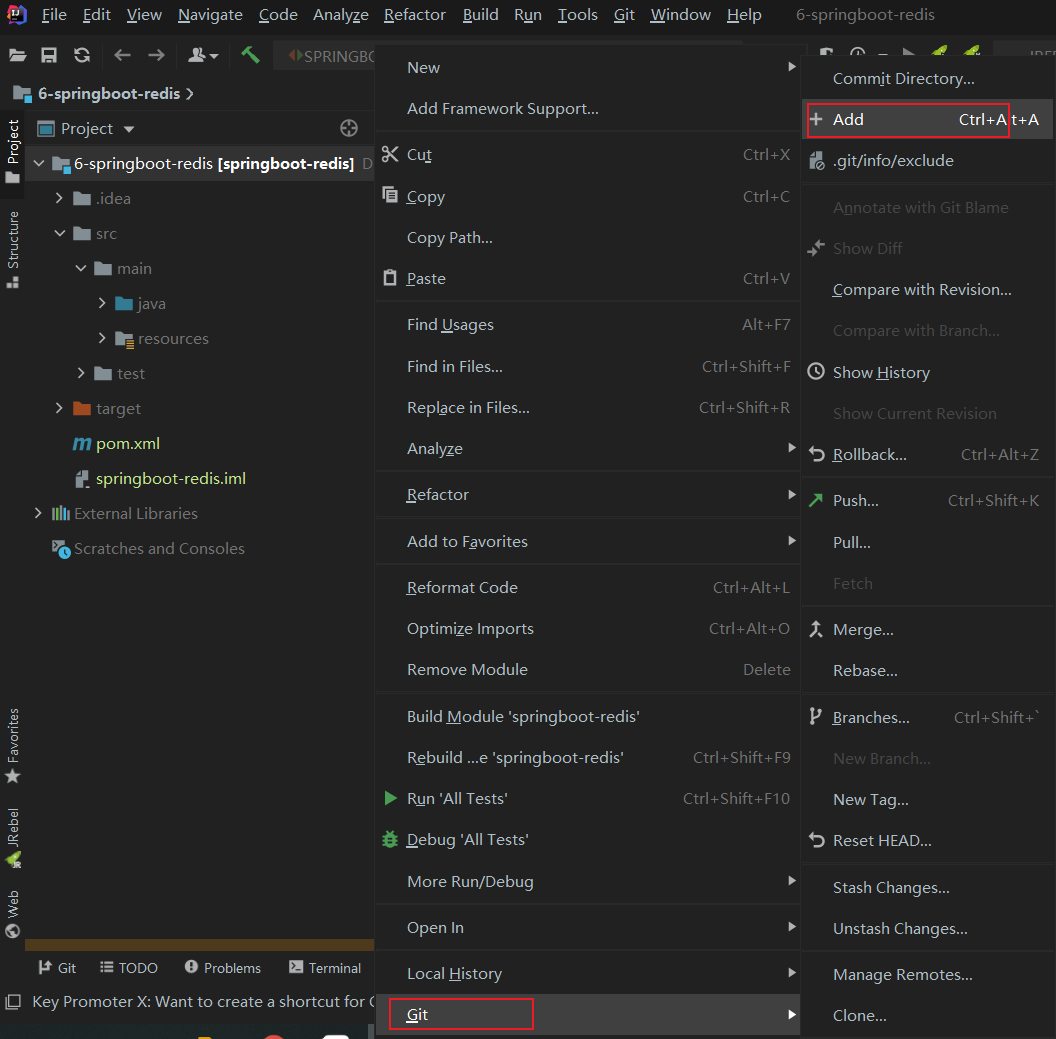 File Edit View Navigate Code Analyze Refactor Build Run Tools Git Window Help 6-springboot-redis
SPRINGBO
6-springboot-redis
Project
Project
6-springboot-redis [springboot-redis] D
.idea
src
main
java
resources
test
target
pom.xml
springboot-redis.iml
External Libraries
Scratches and Consoles
Structure
Favorites
JRebel
Web
Git TODO Problems Terminal
Key Promoter X: Want to create a shortcut for G
New
Add Framework Support...
Cut Ctrl+X
Copy Ctrl+C
Copy Path...
Paste Ctrl+V
Find Usages Alt+F7
Find in Files... Ctrl+Shift+F
Replace in Files... Ctrl+Shift+R
Analyze
Refactor
Add to Favorites
Reformat Code Ctrl+Alt+L
Optimize Imports Ctrl+Alt+O
Remove Module Delete
Build Module 'springboot-redis'
Rebuild ...e 'springboot-redis' Ctrl+Shift+F9
Run 'All Tests' Ctrl+Shift+F10
Debug 'All Tests'
More Run/Debug
Open In
Local History
Git
Commit Directory...
Add Ctrl+Alt+A
.git/info/exclude
Annotate with Git Blame
Show Diff
Compare with Revision...
Compare with Branch...
Show History
Show Current Revision
Rollback... Ctrl+Alt+Z
Push... Ctrl+Shift+K
Pull...
Fetch
Merge...
Rebase...
Branches... Ctrl+Shift+`
New Branch...
New Tag...
Reset HEAD...
Stash Changes...
Unstash Changes...
Manage Remotes...
Clone...